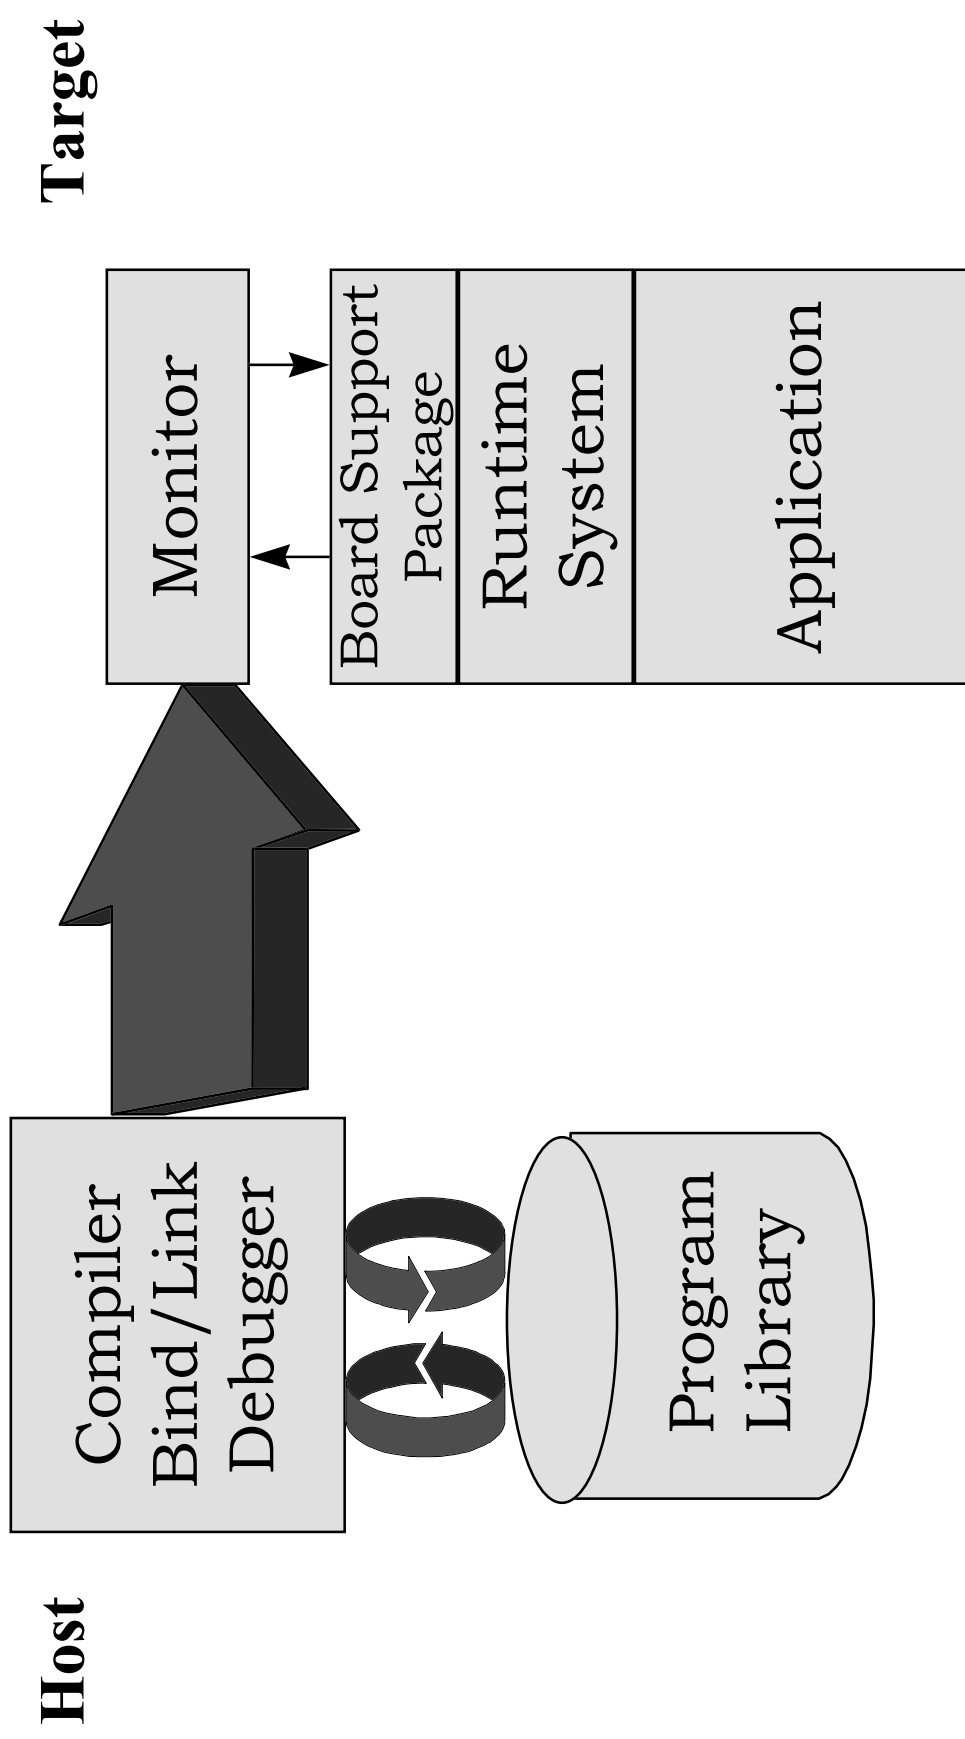 Host
Target
Compiler
Bind/Link
Debugger
Program
Library
Monitor
Board Support
Package
Runtime
System
Application